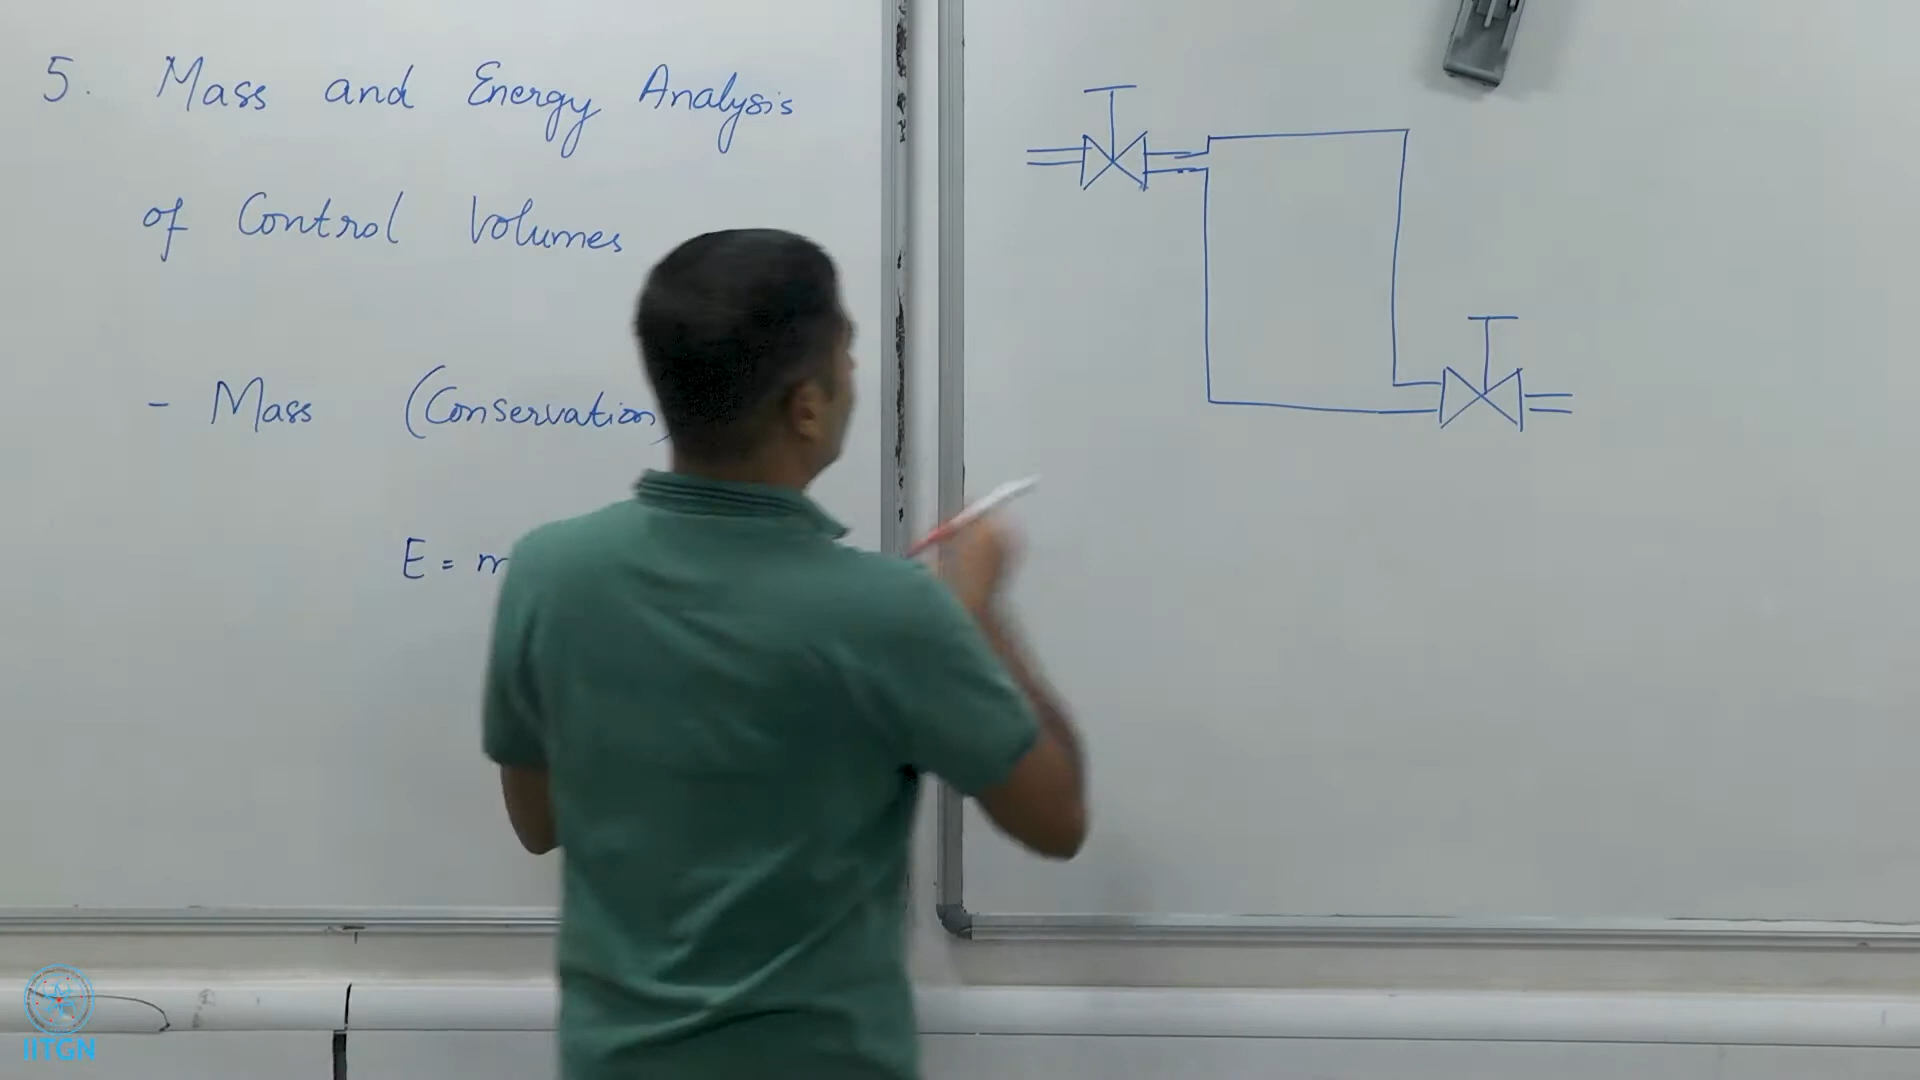 5. Mass and Energy Analysis
of Control Volumes
- Mass (Conservation)
E =
IITGN